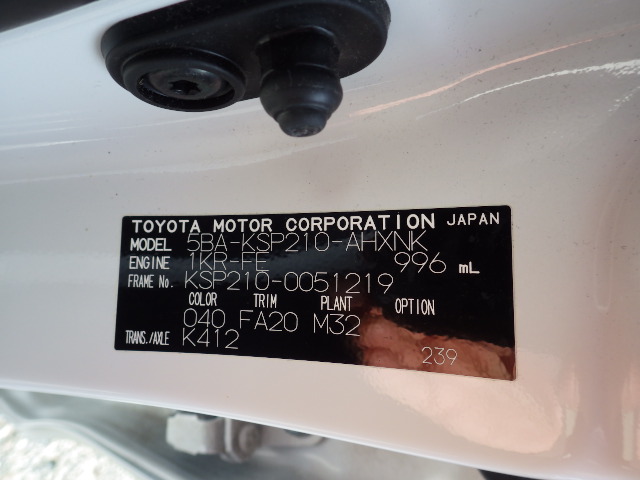 TOYOTA MOTOR CORPORATION JAPAN
MODEL 5BA-KSP210-AHXNK
ENGINE 1KR-FE 996 mL
FRAME No. KSP210-0051219
COLOR TRIM PLANT OPTION
040 FA20 M32
TRANS./AXLE K412
239